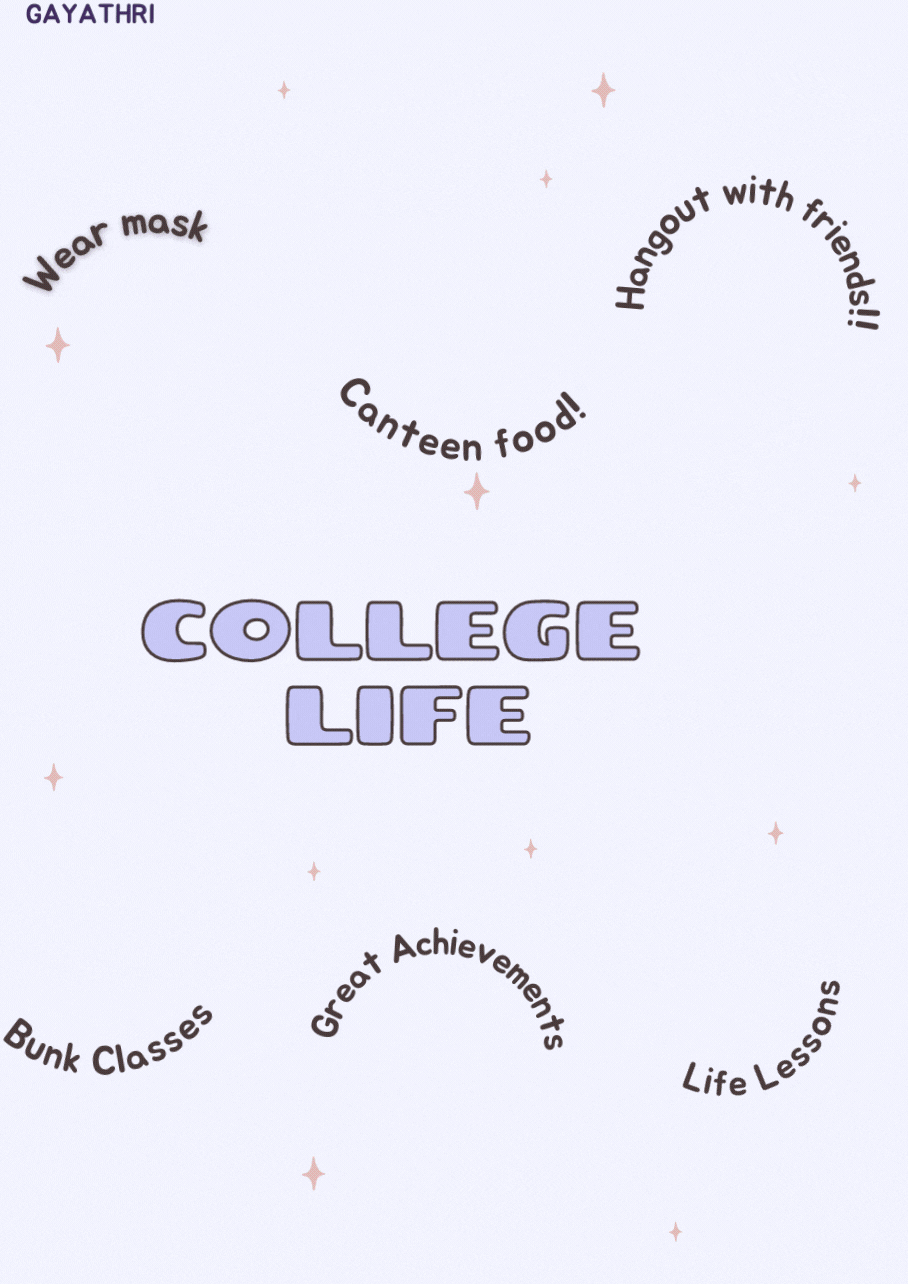 GAYATHRI
Wear mask
Hangout with friends!!
Canteen food!
COLLEGE
LIFE
Bunk Classes
Great Achievements
Life Lessons